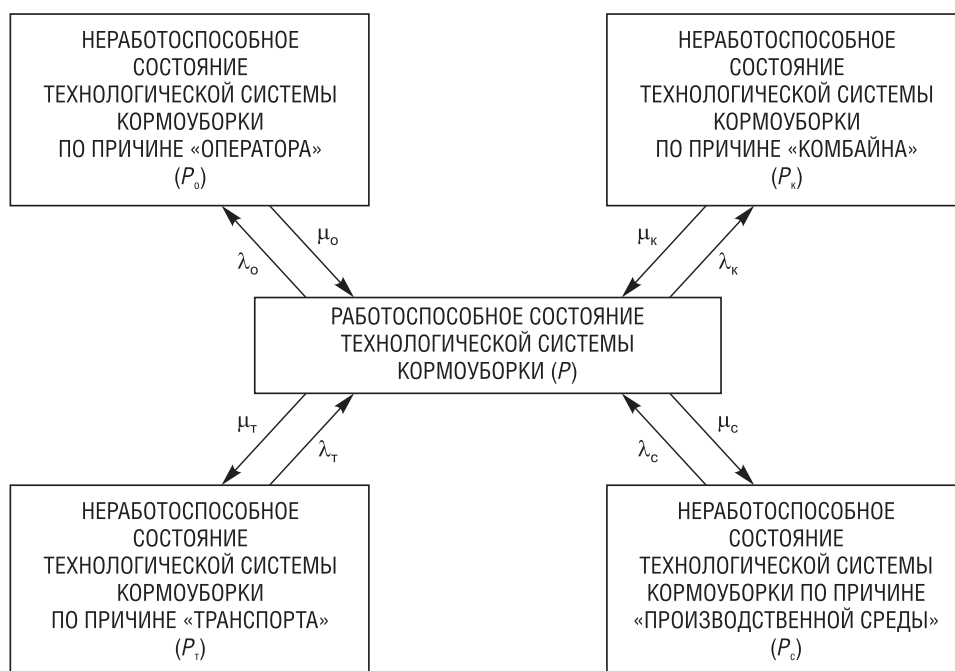 НЕРАБОТОСПОСОБНОЕ
СОСТОЯНИЕ
ТЕХНОЛОГИЧЕСКОЙ СИСТЕМЫ
КОРМОУБОРКИ
ПО ПРИЧИНЕ «ОПЕРАТОРА»
(Pₒ)
НЕРАБОТОСПОСОБНОЕ
СОСТОЯНИЕ
ТЕХНОЛОГИЧЕСКОЙ СИСТЕМЫ
КОРМОУБОРКИ
ПО ПРИЧИНЕ «КОМБАЙНА»
(Pк)
μо
λо
μк
λк
РАБОТОСПОСОБНОЕ СОСТОЯНИЕ
ТЕХНОЛОГИЧЕСКОЙ СИСТЕМЫ
КОРМОУБОРКИ (P)
μт
λт
μс
λс
НЕРАБОТОСПОСОБНОЕ
СОСТОЯНИЕ
ТЕХНОЛОГИЧЕСКОЙ СИСТЕМЫ
КОРМОУБОРКИ
ПО ПРИЧИНЕ «ТРАНСПОРТА»
(Pт)
НЕРАБОТОСПОСОБНОЕ
СОСТОЯНИЕ
ТЕХНОЛОГИЧЕСКОЙ СИСТЕМЫ
КОРМОУБОРКИ ПО ПРИЧИНЕ
«ПРОИЗВОДСТВЕННОЙ СРЕДЫ»
(Pс)